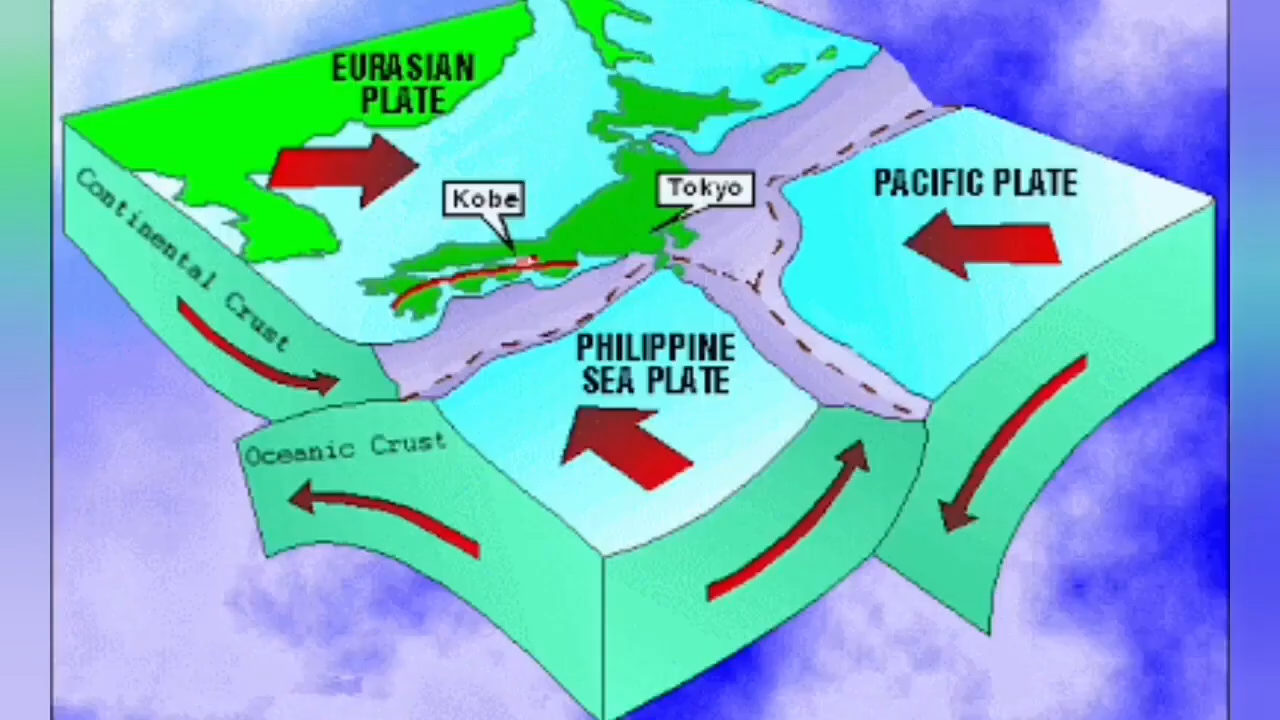 EURASIAN
PLATE
PACIFIC PLATE
Tokyo
Kobe
Continental Crust
PHILIPPINE
SEA PLATE
Oceanic Crust